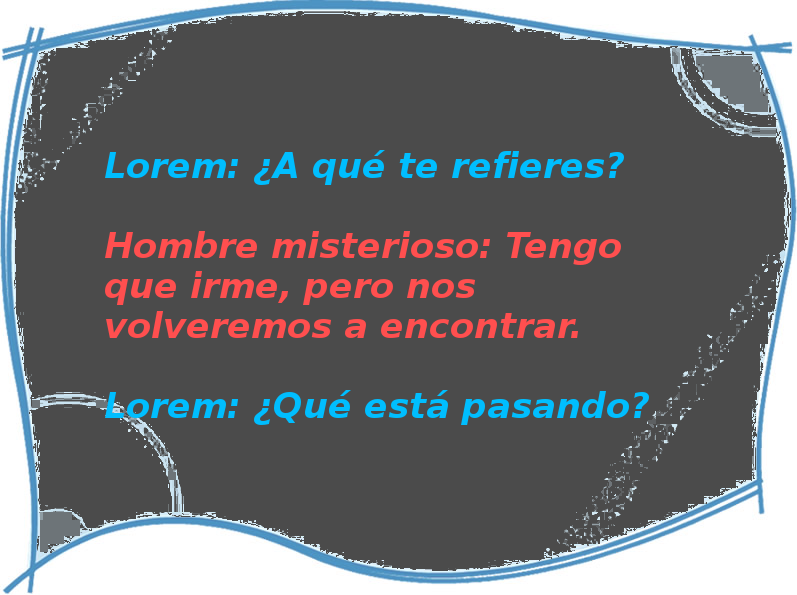 Lorem: ¿A qué te refieres?
Hombre misterioso: Tengo
que irme, pero nos
volveremos a encontrar.
Lorem: ¿Qué está pasando?